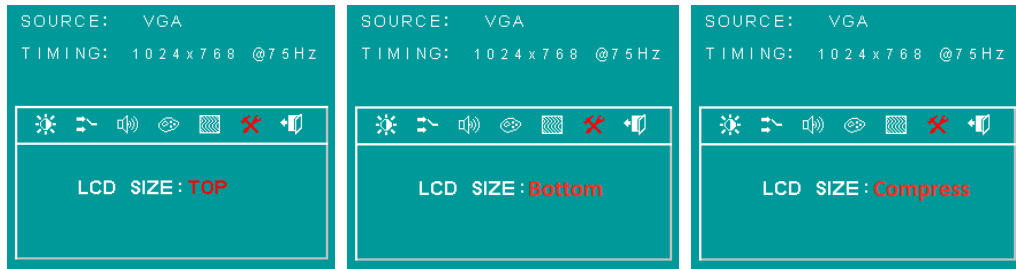 SOURCE: VGA
TIMING: 1024x768 @75Hz
LCD SIZE:TOP
SOURCE: VGA
TIMING: 1024x768 @75Hz
LCD SIZE:Bottom
SOURCE: VGA
TIMING: 1024x768 @75Hz
LCD SIZE:Compress